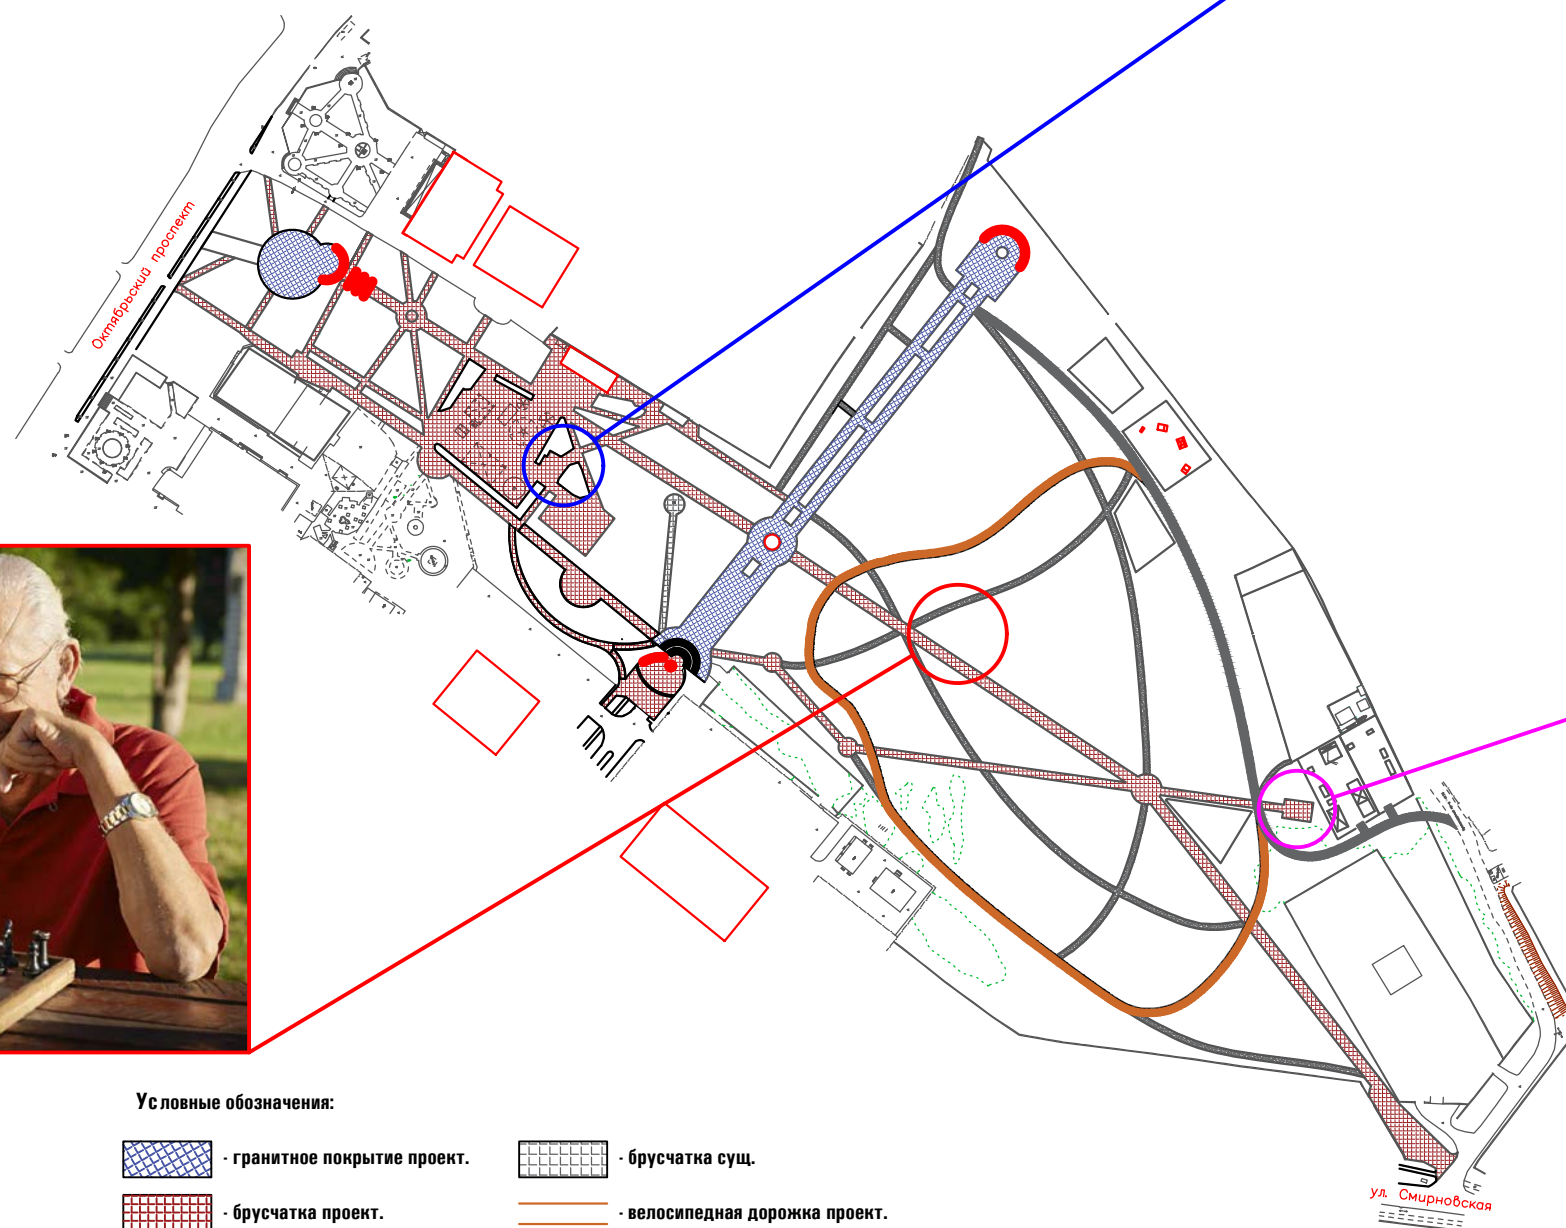 Октябрьский проспект
Условные обозначения:
- гранитное покрытие проект.
- брусчатка сущ.
- брусчатка проект.
- велосипедная дорожка проект.
ул. Смирновская